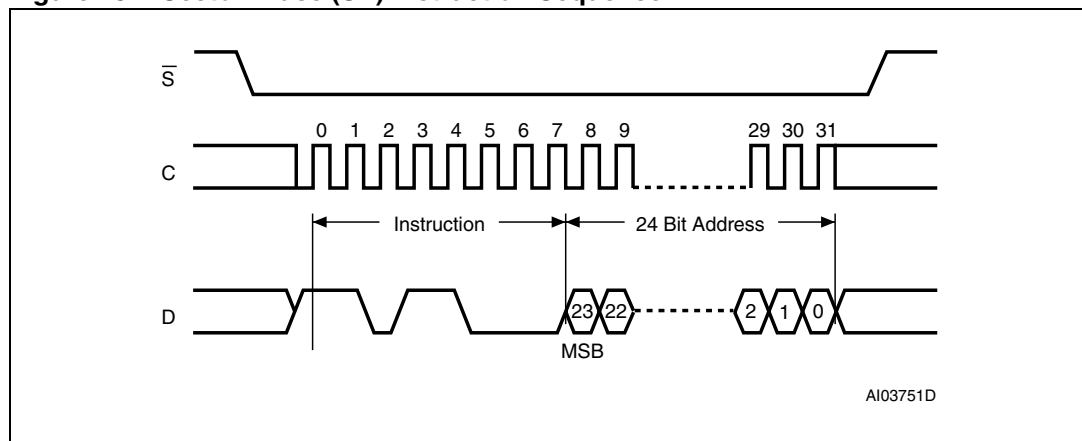 S
C
0 1 2 3 4 5 6 7 8 9 29 30 31
Instruction 24 Bit Address
D
23 22 2 1 0
MSB
AI03751D